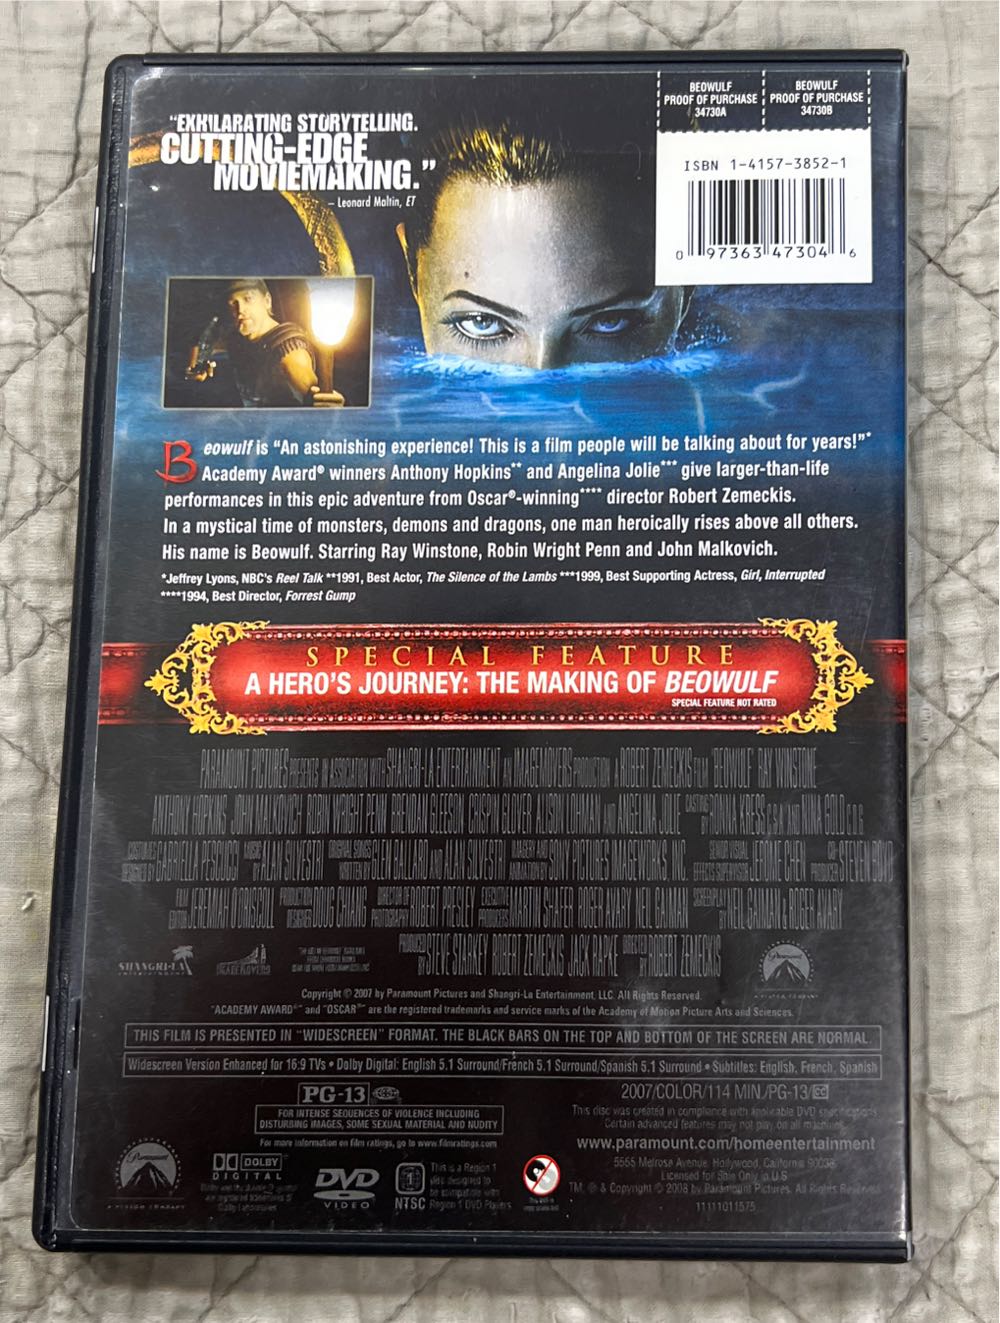 "EXHILARATING STORYTELLING.
CUTTING-EDGE
MOVIEMAKING."
– Leonard Maltin, ET
BEOWULF
PROOF OF PURCHASE
34730A
BEOWULF
PROOF OF PURCHASE
34730B
ISBN 1-4157-3852-1
0 97363 47304 6
Beowulf is "An astonishing experience! This is a film people will be talking about for years!"*
Academy Award® winners Anthony Hopkins** and Angelina Jolie*** give larger-than-life
performances in this epic adventure from Oscar®-winning**** director Robert Zemeckis.
In a mystical time of monsters, demons and dragons, one man heroically rises above all others.
His name is Beowulf. Starring Ray Winstone, Robin Wright Penn and John Malkovich.
*Jeffrey Lyons, NBC's Reel Talk **1991, Best Actor, The Silence of the Lambs ***1999, Best Supporting Actress, Girl, Interrupted
****1994, Best Director, Forrest Gump
SPECIAL FEATURE
A HERO'S JOURNEY: THE MAKING OF BEOWULF
SPECIAL FEATURE NOT RATED
PARAMOUNT PICTURES PRESENTS IN ASSOCIATION WITH SHANGRI-LA ENTERTAINMENT AN IMAGEMOVERS PRODUCTION A ROBERT ZEMECKIS FILM "BEOWULF" RAY WINSTONE
ANTHONY HOPKINS JOHN MALKOVICH ROBIN WRIGHT PENN BRENDAN GLEESON CRISPIN GLOVER ALISON LOHMAN AND ANGELINA JOLIE CASTING BY RONNA KRESS, C.S.A. AND NINA GOLD C.D.G.
COSTUMES DESIGNED BY GABRIELLA PESCUCCI MUSIC BY ALAN SILVESTRI ORIGINAL SONGS WRITTEN BY GLEN BALLARD AND ALAN SILVESTRI IMAGERY AND ANIMATION BY SONY PICTURES IMAGEWORKS, INC. SENIOR VISUAL EFFECTS SUPERVISOR JEROME CHEN CO-PRODUCER STEVEN BOYD
FILM EDITOR JEREMIAH O'DRISCOLL PRODUCTION DESIGNER DOUG CHIANG DIRECTOR OF PHOTOGRAPHY ROBERT PRESLEY EXECUTIVE PRODUCERS MARTIN SHAFER ROGER AVARY NEIL GAIMAN SCREENPLAY BY NEIL GAIMAN & ROGER AVARY
PRODUCED BY STEVE STARKEY ROBERT ZEMECKIS JACK RAPKE DIRECTED BY ROBERT ZEMECKIS
SHANGRI-LA
ENTERTAINMENT
IMAGEMOVERS
Paramount
Copyright © 2007 by Paramount Pictures and Shangri-La Entertainment, LLC. All Rights Reserved.
"ACADEMY AWARD®" and "OSCAR®" are the registered trademarks and service marks of the Academy of Motion Picture Arts and Sciences.
THIS FILM IS PRESENTED IN "WIDESCREEN" FORMAT. THE BLACK BARS ON THE TOP AND BOTTOM OF THE SCREEN ARE NORMAL.
Widescreen Version Enhanced for 16:9 TVs • Dolby Digital: English 5.1 Surround/French 5.1 Surround/Spanish 5.1 Surround • Subtitles: English, French, Spanish
PG-13
FOR INTENSE SEQUENCES OF VIOLENCE INCLUDING
DISTURBING IMAGES, SOME SEXUAL MATERIAL AND NUDITY
For more information on film ratings, go to www.filmratings.com
2007/COLOR/114 MIN./PG-13/CC
This disc was created in compliance with applicable DVD specifications.
Certain advanced features may not play on all machines.
www.paramount.com/homeentertainment
5555 Melrose Avenue, Hollywood, California 90038
Licensed for Sale Only in U.S
TM, ® & Copyright © 2008 by Paramount Pictures. All Rights Reserved.
11111011575
Paramount
DOLBY
DIGITAL
DVD
VIDEO
1
NTSC
This is a Region 1
disc designed to
be compatible with
Region 1 DVD Players